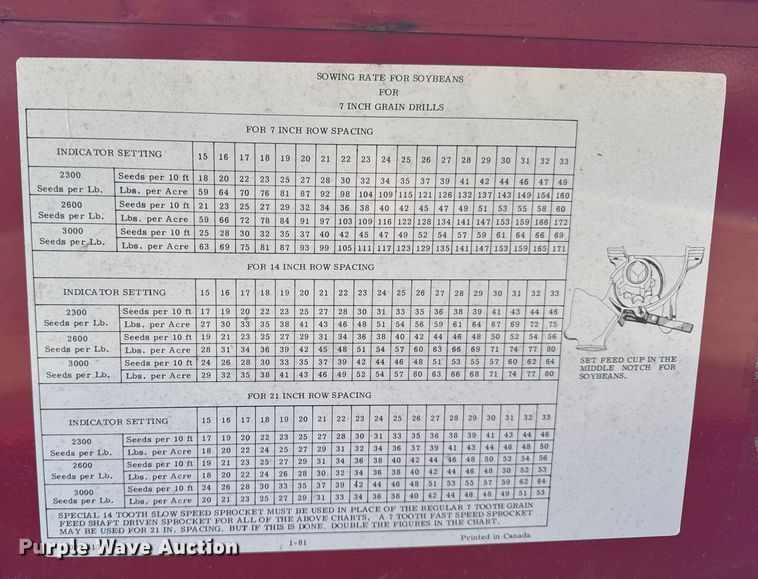 SOWING RATE FOR SOYBEANS
FOR
7 INCH GRAIN DRILLS
FOR 7 INCH ROW SPACING
INDICATOR SETTING 15 16 17 18 19 20 21 22 23 24 25 26 27 28 29 30 31 32 33
2300 Seeds per Lb. Seeds per 10 ft 18 20 22 23 25 27 28 30 32 34 35 37 39 41 42 44 46 47 49
Lbs. per Acre 59 64 70 76 81 87 92 98 104 109 115 121 126 132 137 143 149 154 160
2600 Seeds per Lb. Seeds per 10 ft 21 23 25 27 29 32 34 36 38 40 42 45 47 49 51 53 55 58 60
Lbs. per Acre 59 66 72 78 84 91 97 103 109 116 122 128 134 141 147 153 159 166 172
3000 Seeds per Lb. Seeds per 10 ft 25 28 30 32 35 37 40 42 45 47 49 52 54 57 59 61 64 66 69
Lbs. per Acre 63 69 75 81 87 93 99 105 111 117 123 129 135 141 147 153 159 165 171
FOR 14 INCH ROW SPACING
INDICATOR SETTING 15 16 17 18 19 20 21 22 23 24 25 26 27 28 29 30 31 32 33
2300 Seeds per Lb. Seeds per 10 ft 17 19 20 22 23 25 27 28 30 31 33 35 36 38 39 41 43 44 46
Lbs. per Acre 27 30 33 35 38 41 43 46 48 51 54 56 59 61 64 67 69 72 75
2600 Seeds per Lb. Seeds per 10 ft 19 21 23 25 27 29 31 34 36 38 40 42 44 46 48 50 52 54 56
Lbs. per Acre 28 31 34 36 39 42 45 48 51 54 57 60 63 66 69 71 74 77 80
3000 Seeds per Lb. Seeds per 10 ft 24 26 28 30 33 35 37 39 42 44 46 48 51 53 55 57 60 62 64
Lbs. per Acre 29 32 35 38 41 43 46 49 52 54 57 60 63 66 68 71 74 77 80
FOR 21 INCH ROW SPACING
INDICATOR SETTING 15 16 17 18 19 20 21 22 23 24 25 26 27 28 29 30 31 32 33
2300 Seeds per Lb. Seeds per 10 ft 17 19 20 22 23 25 27 28 30 31 33 35 36 38 39 41 43 44 46
Lbs. per Acre 18 20 22 24 25 27 29 31 32 34 36 37 39 41 43 44 46 48 50
2600 Seeds per Lb. Seeds per 10 ft 19 21 23 25 27 29 31 34 36 38 40 42 44 46 48 50 52 54 56
Lbs. per Acre 18 20 22 24 26 28 30 32 34 36 38 40 42 44 46 48 50 52 53
3000 Seeds per Lb. Seeds per 10 ft 24 26 28 30 33 35 37 39 42 44 46 48 51 53 55 57 59 62 64
Lbs. per Acre 20 21 23 25 27 29 31 33 34 36 38 40 42 44 46 48 49 51 53
SET FEED CUP IN THE
MIDDLE NOTCH FOR
SOYBEANS.
SPECIAL 14 TOOTH SLOW SPEED SPROCKET MUST BE USED IN PLACE OF THE REGULAR 7 TOOTH GRAIN
FEED SHAFT DRIVEN SPROCKET FOR ALL OF THE ABOVE CHARTS. A 7 TOOTH FAST SPEED SPROCKET
MAY BE USED FOR 21 IN. SPACING, BUT IF THIS IS DONE, DOUBLE THE FIGURES IN THE CHART.
1-81 Printed in Canada
Purple Wave Auction